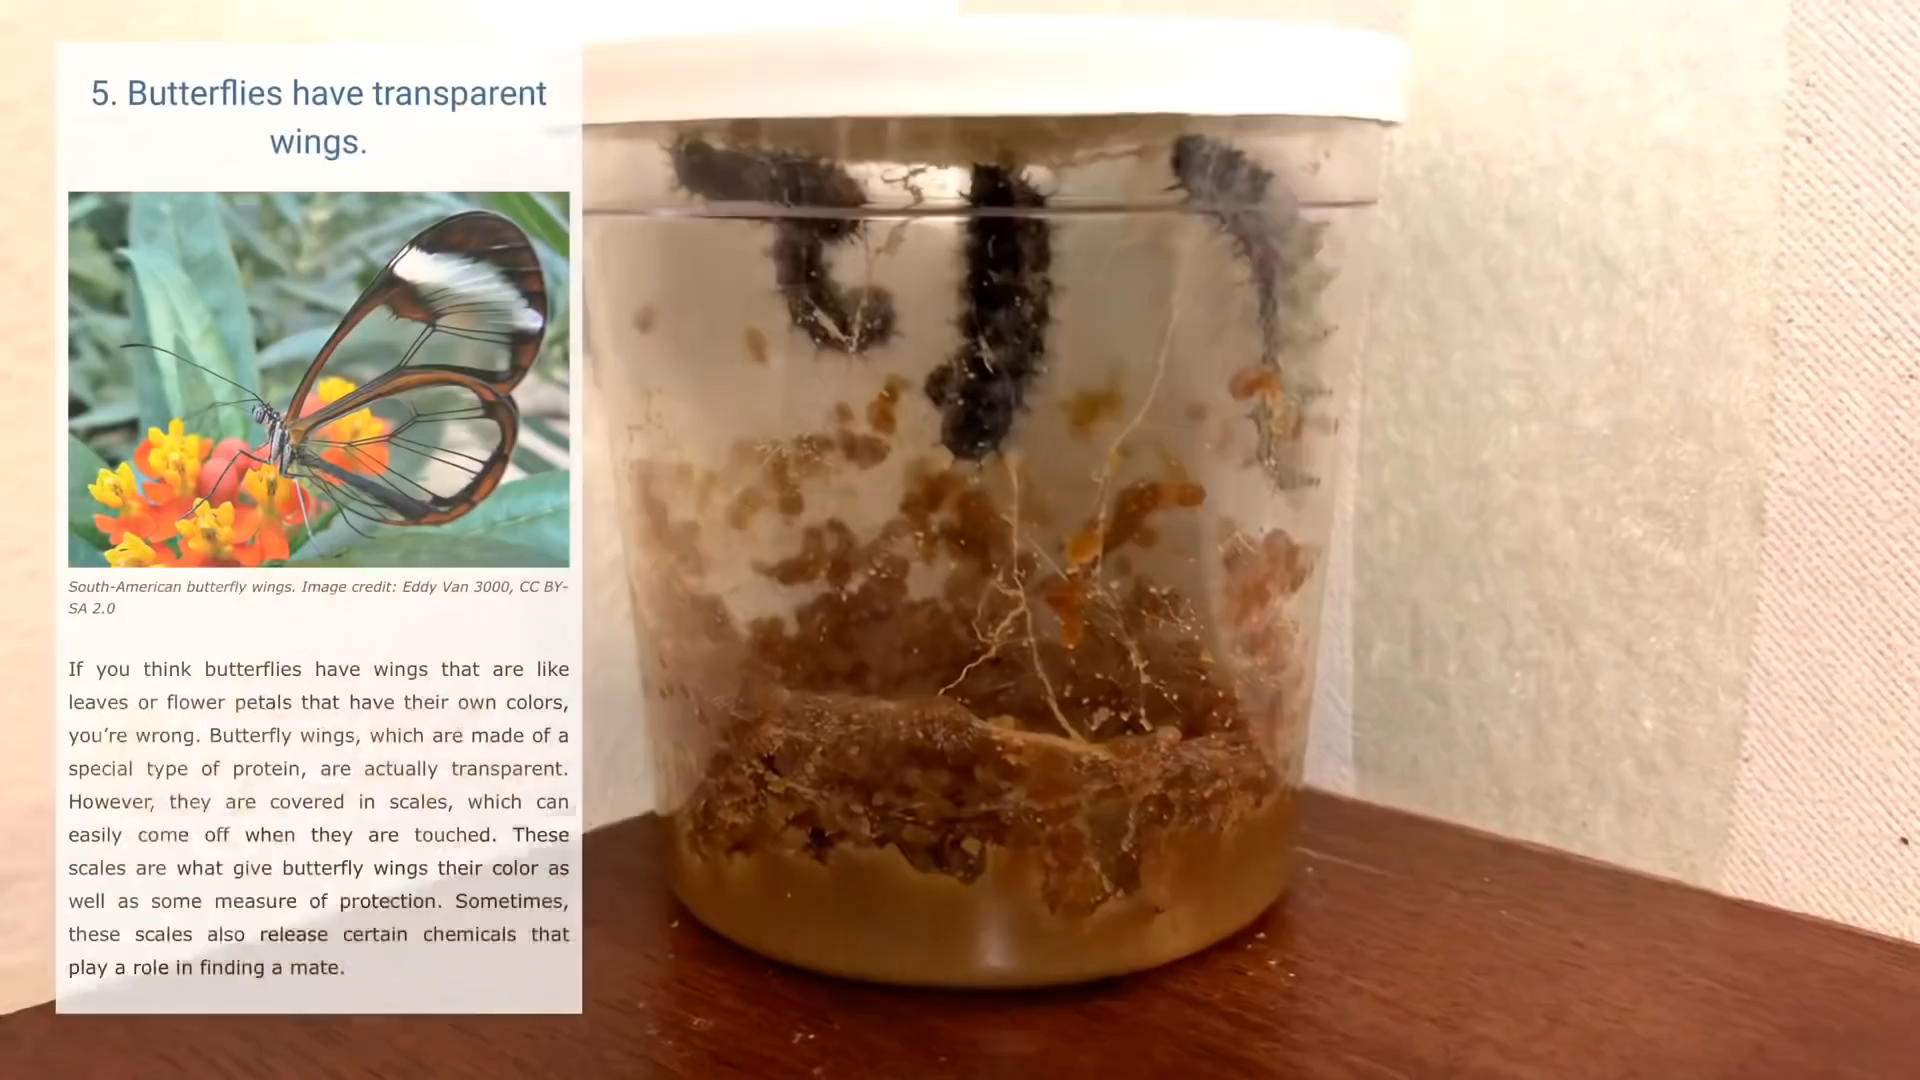 5. Butterflies have transparent
wings.
South-American butterfly wings. Image credit: Eddy Van 3000, CC BY-
SA 2.0
If you think butterflies have wings that are like
leaves or flower petals that have their own colors,
you’re wrong. Butterfly wings, which are made of a
special type of protein, are actually transparent.
However, they are covered in scales, which can
easily come off when they are touched. These
scales are what give butterfly wings their color as
well as some measure of protection. Sometimes,
these scales also release certain chemicals that
play a role in finding a mate.